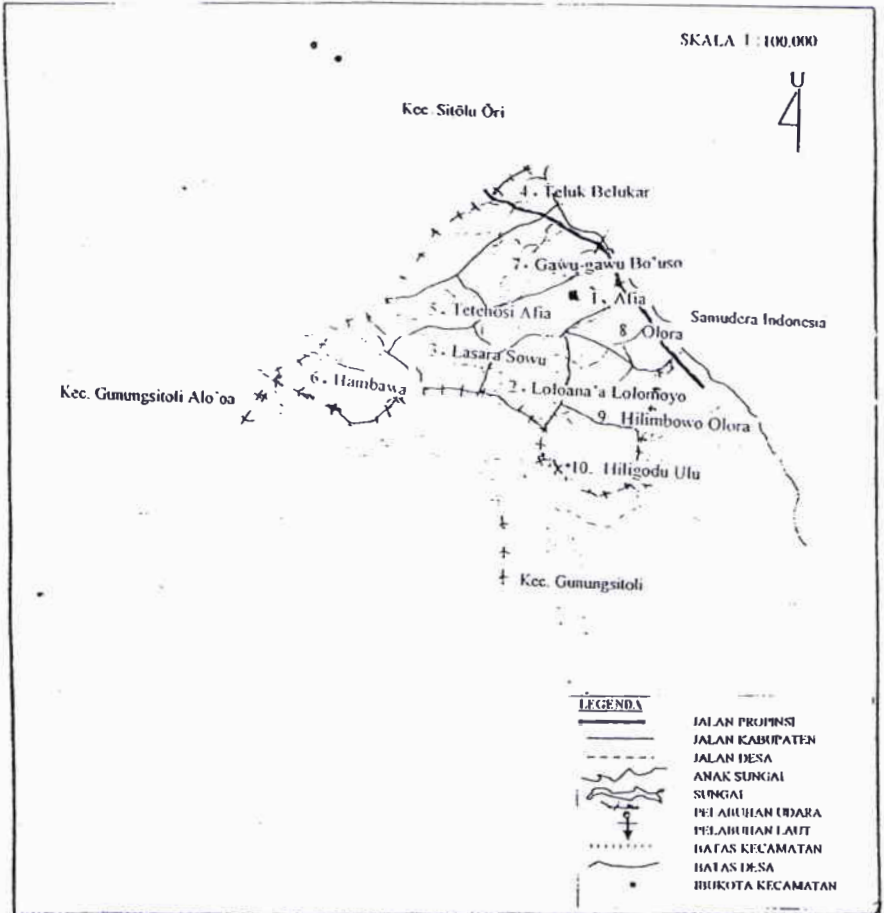 SKALA 1 : 100.000
U
Kec. Sitölu Öri
4. Teluk Belukar
7. Gawu-gawu Bo'uso
1. Afia
5. Tetehosi Afia
Samudera Indonesia
8 Olora
3. Lasara Sowu
6. Hambawa
Kec. Gunungsitoli Alo'oa
2. Loloana'a Lolomoyo
9 Hilimbowo Olora
10. Hiligodu Ulu
Kec. Gunungsitoli
LEGENDA
JALAN PROPINSI
JALAN KABUPATEN
JALAN DESA
ANAK SUNGAI
SUNGAI
PELABUHAN UDARA
PELABUHAN LAUT
BATAS KECAMATAN
BATAS DESA
IBUKOTA KECAMATAN